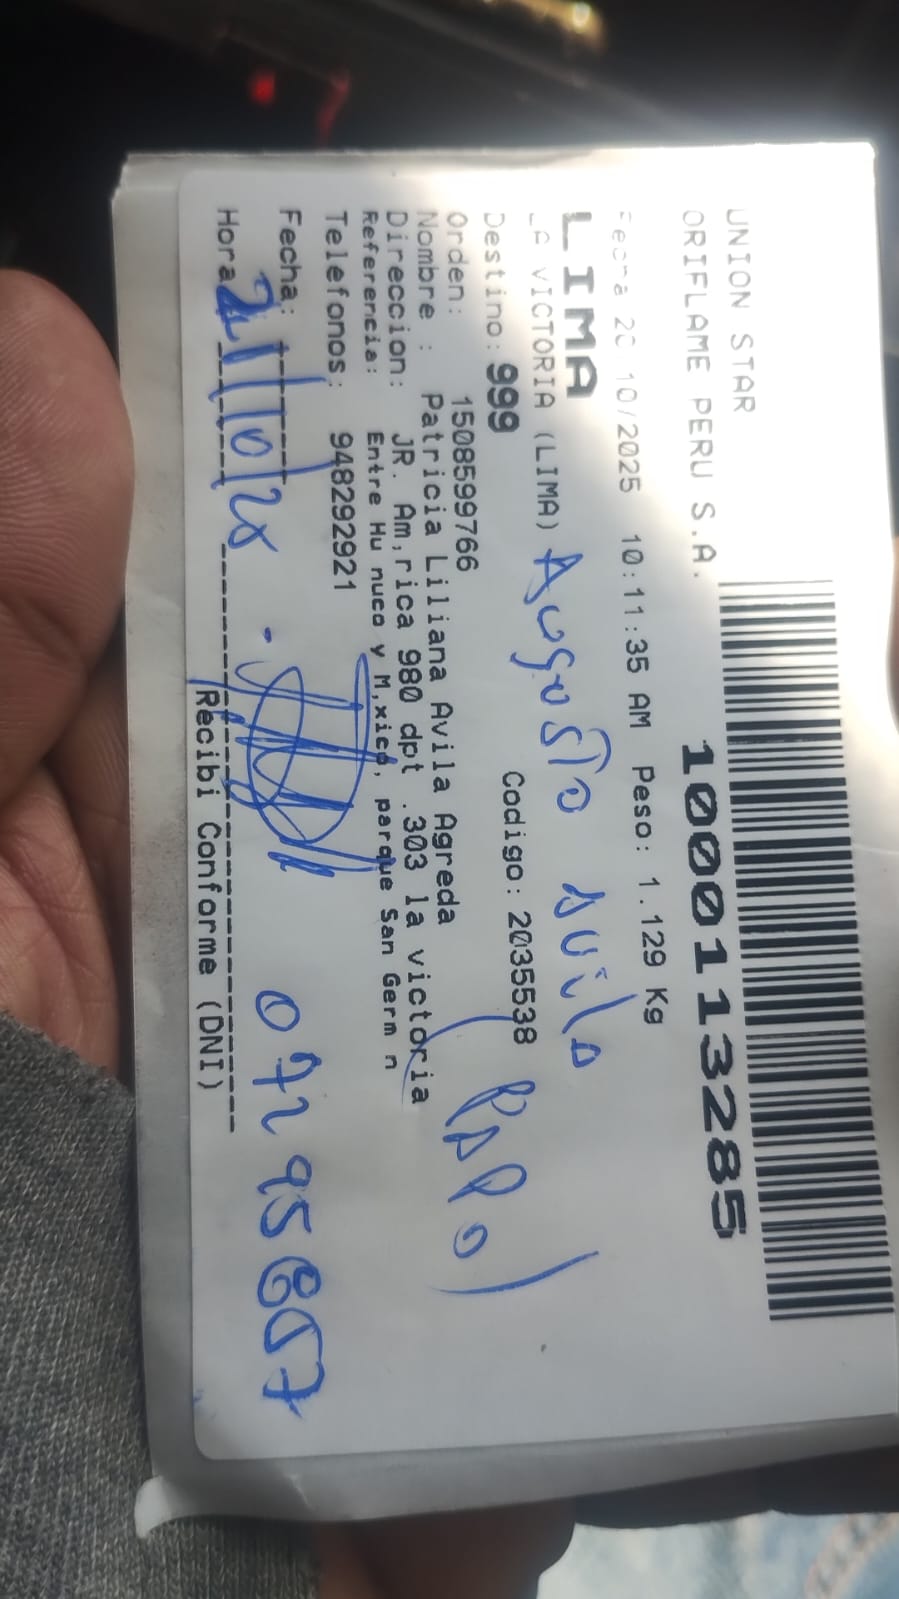 UNION STAR
ORIFLAME PERU S.A.
1000113285
Fecha 20/10/2025 10:11:35 AM Peso: 1.129 Kg
LIMA
LA VICTORIA (LIMA) Augusto Avila
Destino: 999 Codigo: 2035538
(PAPA)
Orden: 1508599766
Nombre : Patricia Liliana Avila Agreda
Direccion: JR. Am,rica 980 dpt .303 la victoria
Referencia: Entre Hu nuco y M,xico, parque San Germ n
Telefonos: 948292921
Fecha:
Hora 21/10/25
Recibi Conforme (DNI)